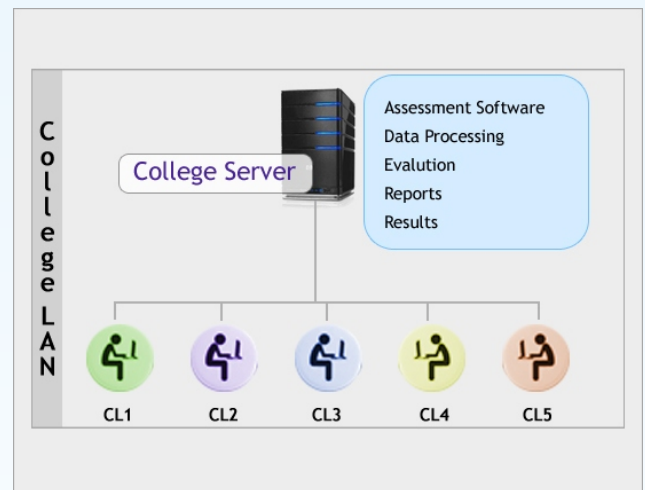 College LAN
College Server
Assessment Software
Data Processing
Evalution
Reports
Results
CL1 CL2 CL3 CL4 CL5